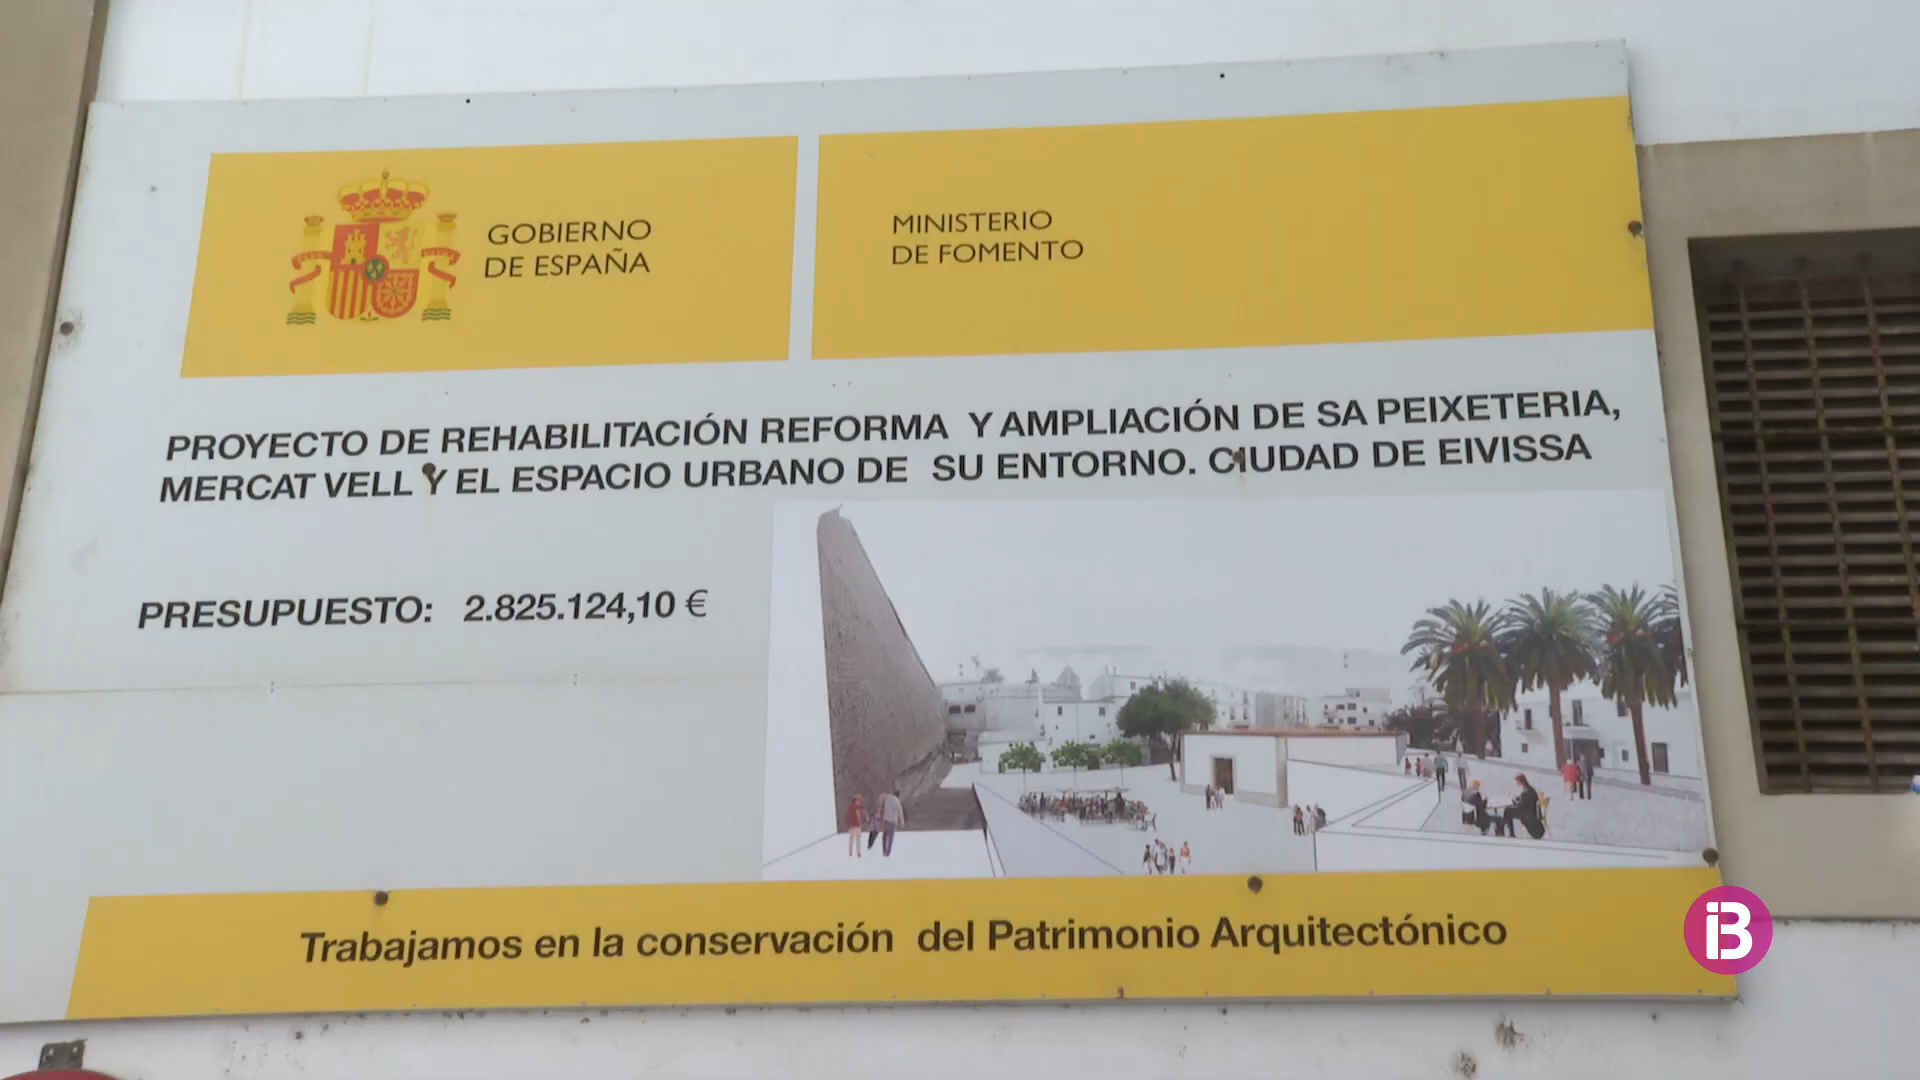 GOBIERNO
DE ESPAÑA
MINISTERIO
DE FOMENTO
PROYECTO DE REHABILITACIÓN REFORMA Y AMPLIACIÓN DE SA PEIXETERIA,
MERCAT VELL Y EL ESPACIO URBANO DE SU ENTORNO. CIUDAD DE EIVISSA
PRESUPUESTO: 2.825.124,10 €
Trabajamos en la conservación del Patrimonio Arquitectónico
IB3